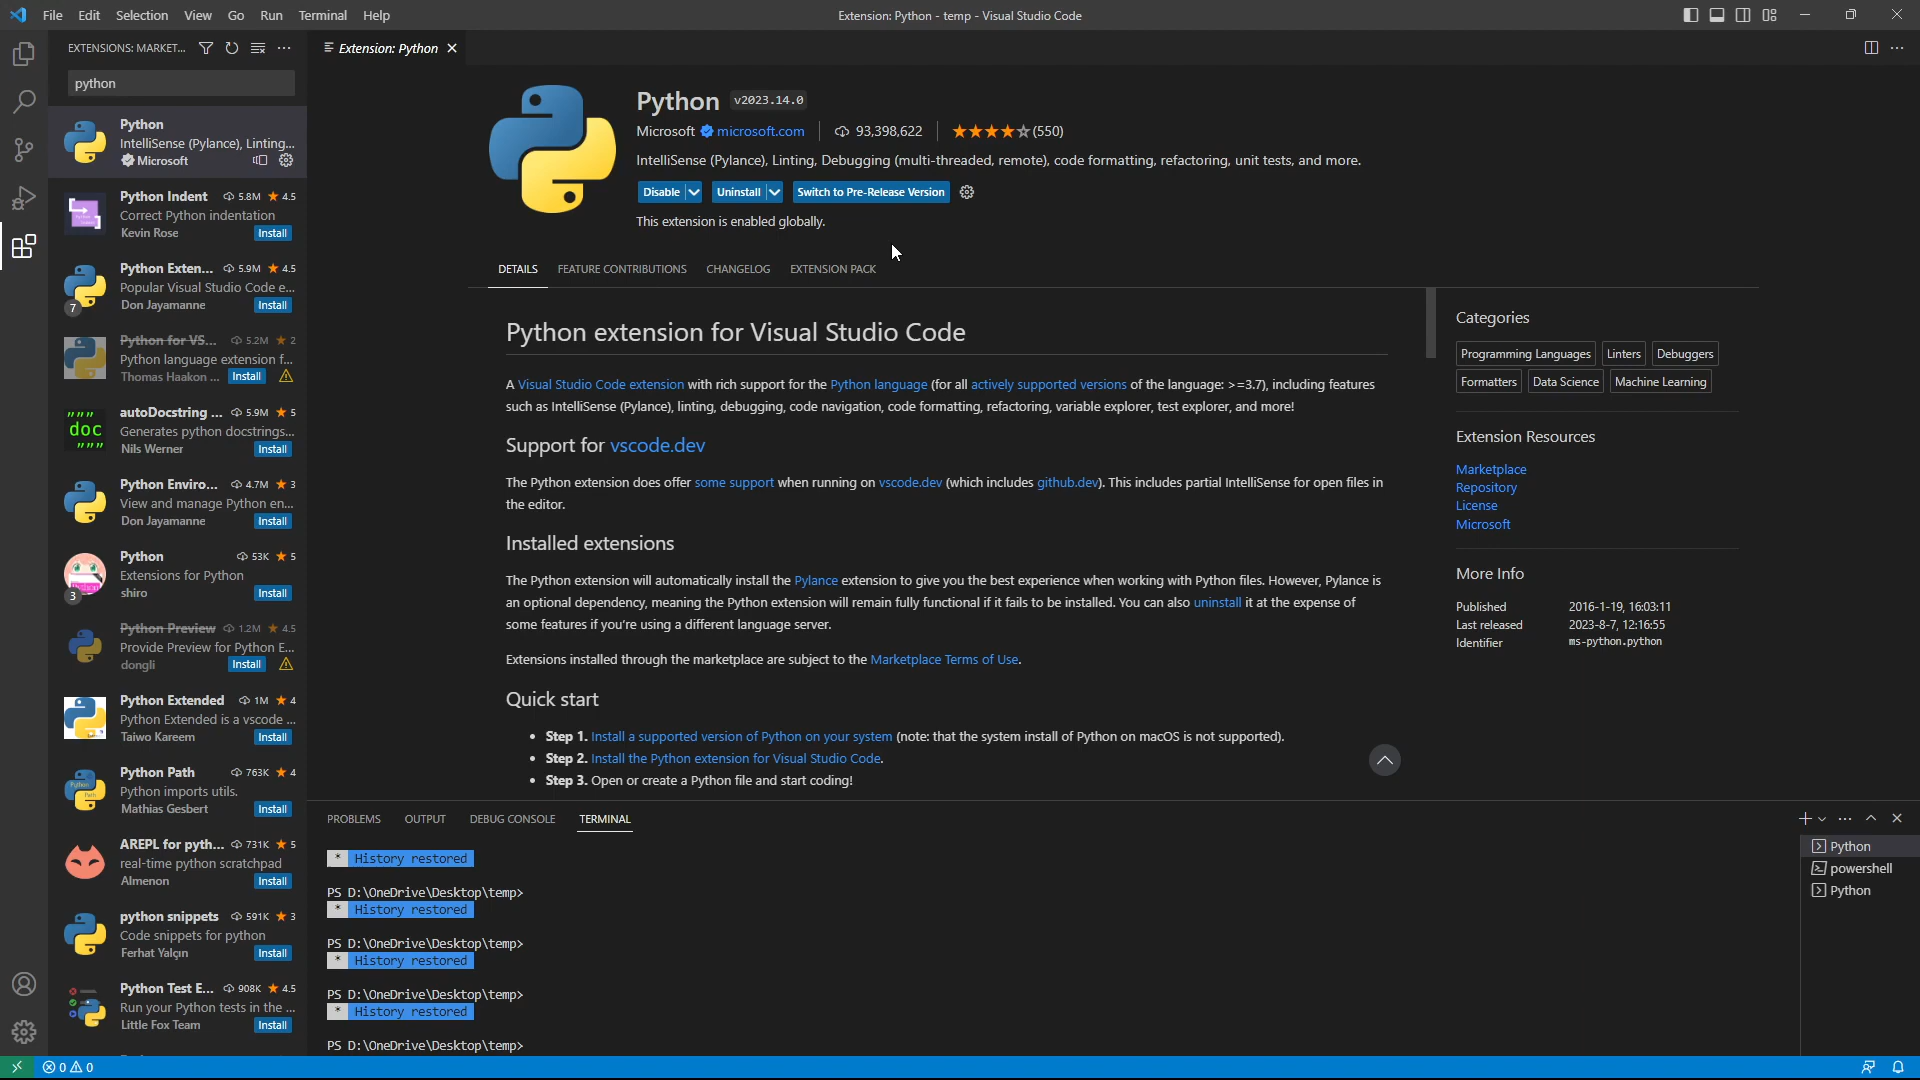 File Edit Selection View Go Run Terminal Help
Extension: Python - temp - Visual Studio Code
EXTENSIONS: MARKET...
python
Python
IntelliSense (Pylance), Linting...
Microsoft
Python Indent 5.8M 4.5
Correct Python indentation
Kevin Rose Install
Python Exten... 5.9M 4.5
Popular Visual Studio Code e...
Don Jayamanne Install
7
Python for VS... 5.2M 2
Python language extension f...
Thomas Haakon ... Install
autoDocstring ... 5.9M 5
Generates python docstrings...
Nils Werner Install
""" doc """
Python Enviro... 4.7M 3
View and manage Python en...
Don Jayamanne Install
Python 53K 5
Extensions for Python
shiro Install
3
Python Preview 1.2M 4.5
Provide Preview for Python E...
dongli Install
Python Extended 1M 4
Python Extended is a vscode ...
Taiwo Kareem Install
Python Path 763K 4
Python imports utils.
Mathias Gesbert Install
AREPL for pyth... 731K 5
real-time python scratchpad
Almenon Install
python snippets 591K 3
Code snippets for python
Ferhat Yalçın Install
Python Test E... 908K 4.5
Run your Python tests in the ...
Little Fox Team Install
Extension: Python
Python v2023.14.0
Microsoft microsoft.com 93,398,622 (550)
IntelliSense (Pylance), Linting, Debugging (multi-threaded, remote), code formatting, refactoring, unit tests, and more.
Disable Uninstall Switch to Pre-Release Version
This extension is enabled globally.
DETAILS FEATURE CONTRIBUTIONS CHANGELOG EXTENSION PACK
Python extension for Visual Studio Code
A Visual Studio Code extension with rich support for the Python language (for all actively supported versions of the language: >=3.7), including features
such as IntelliSense (Pylance), linting, debugging, code navigation, code formatting, refactoring, variable explorer, test explorer, and more!
Support for vscode.dev
The Python extension does offer some support when running on vscode.dev (which includes github.dev). This includes partial IntelliSense for open files in
the editor.
Installed extensions
The Python extension will automatically install the Pylance extension to give you the best experience when working with Python files. However, Pylance is
an optional dependency, meaning the Python extension will remain fully functional if it fails to be installed. You can also uninstall it at the expense of
some features if you're using a different language server.
Extensions installed through the marketplace are subject to the Marketplace Terms of Use.
Quick start
• Step 1. Install a supported version of Python on your system (note: that the system install of Python on macOS is not supported).
• Step 2. Install the Python extension for Visual Studio Code.
• Step 3. Open or create a Python file and start coding!
Categories
Programming Languages Linters Debuggers
Formatters Data Science Machine Learning
Extension Resources
Marketplace
Repository
License
Microsoft
More Info
Published 2016-1-19, 16:03:11
Last released 2023-8-7, 12:16:55
Identifier ms-python.python
PROBLEMS OUTPUT DEBUG CONSOLE TERMINAL
* History restored
PS D:\OneDrive\Desktop\temp>
* History restored
PS D:\OneDrive\Desktop\temp>
* History restored
PS D:\OneDrive\Desktop\temp>
* History restored
PS D:\OneDrive\Desktop\temp>
Python
powershell
Python
0 0